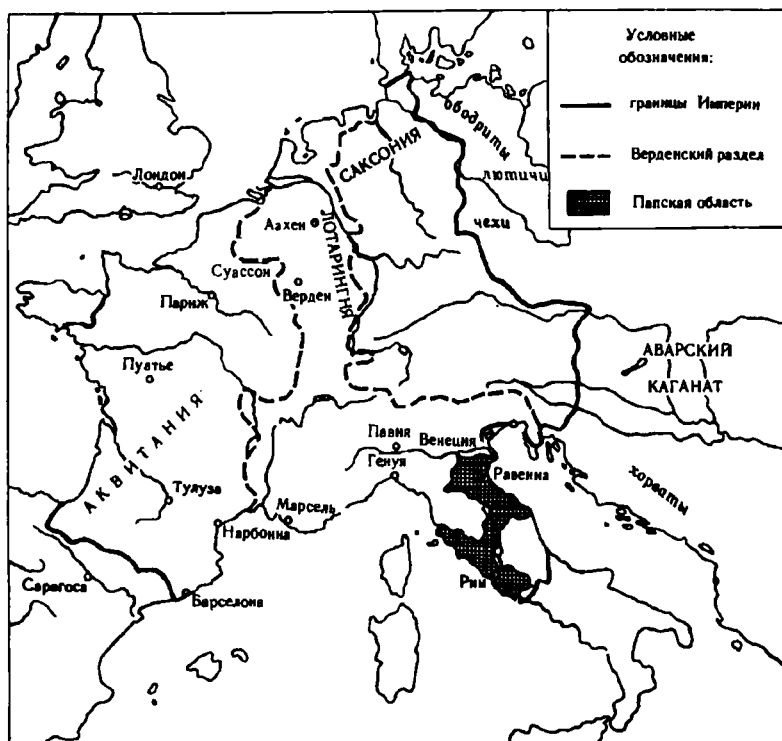 Условные
обозначения:
границы Империи
Верденский раздел
Папская область
ободриты
лютичи
чехи
САКСОНИЯ
Лондон
Аахен
ЛОТАРИНГИЯ
Суассон
Верден
Париж
Пуатье
АКВИТАНИЯ
АВАРСКИЙ
КАГАНАТ
Павия
Венеция
Генуя
Равенна
хорваты
Тулуза
Марсель
Нарбонна
Сарагоса
Барселона
Рим